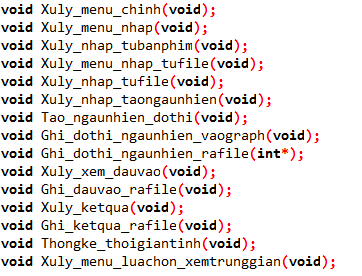 void Xuly_menu_chinh(void);
void Xuly_menu_nhap(void);
void Xuly_nhap_tubanphim(void);
void Xuly_menu_nhap_tufile(void);
void Xuly_nhap_tufile(void);
void Xuly_nhap_taongaunhien(void);
void Tao_ngaunhien_dothi(void);
void Ghi_dothi_ngaunhien_vaograph(void);
void Ghi_dothi_ngaunhien_rafile(int*);
void Xuly_xem_dauvao(void);
void Ghi_dauvao_rafile(void);
void Xuly_ketqua(void);
void Ghi_ketqua_rafile(void);
void Thongke_thoigiantinh(void);
void Xuly_menu_luachon_xemtrunggian(void);